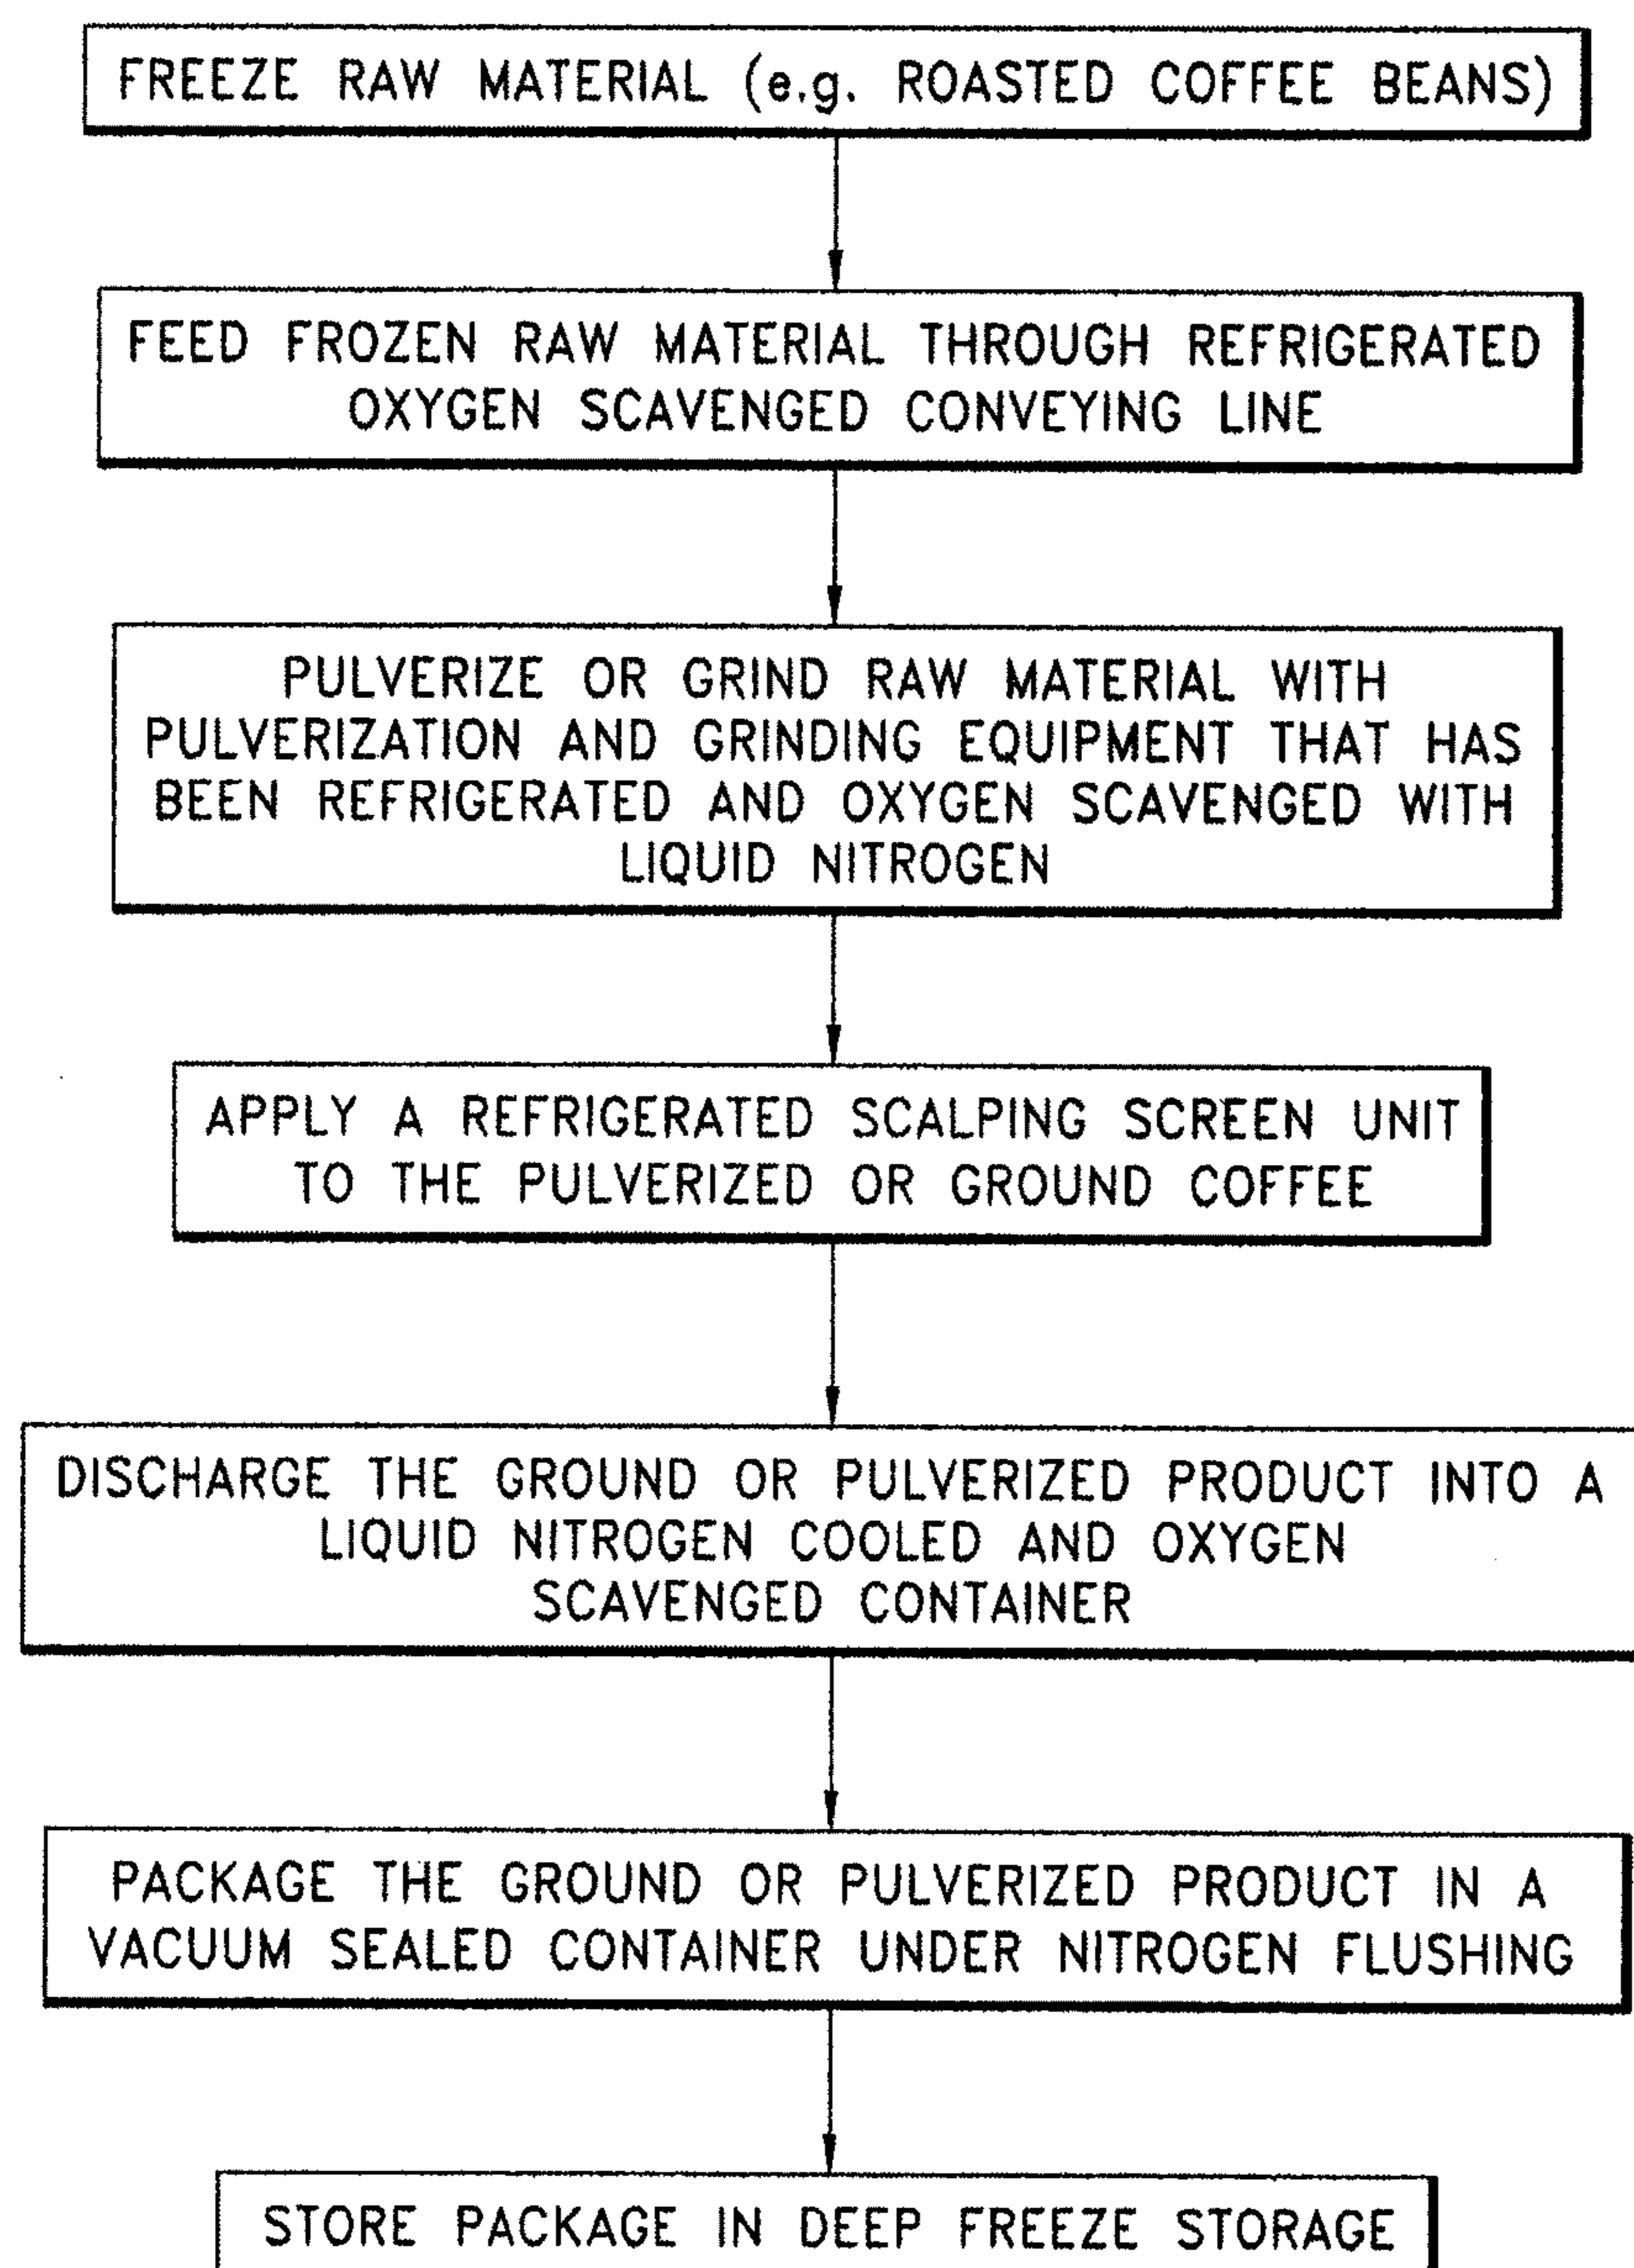 FREEZE RAW MATERIAL (e.g. ROASTED COFFEE BEANS)
FEED FROZEN RAW MATERIAL THROUGH REFRIGERATED
OXYGEN SCAVENGED CONVEYING LINE
PULVERIZE OR GRIND RAW MATERIAL WITH
PULVERIZATION AND GRINDING EQUIPMENT THAT HAS
BEEN REFRIGERATED AND OXYGEN SCAVENGED WITH
LIQUID NITROGEN
APPLY A REFRIGERATED SCALPING SCREEN UNIT
TO THE PULVERIZED OR GROUND COFFEE
DISCHARGE THE GROUND OR PULVERIZED PRODUCT INTO A
LIQUID NITROGEN COOLED AND OXYGEN
SCAVENGED CONTAINER
PACKAGE THE GROUND OR PULVERIZED PRODUCT IN A
VACUUM SEALED CONTAINER UNDER NITROGEN FLUSHING
STORE PACKAGE IN DEEP FREEZE STORAGE